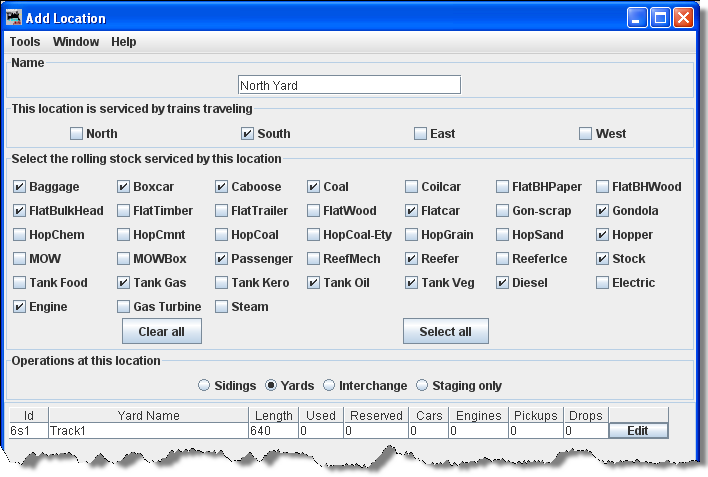 Add Location
Tools Window Help
Name
North Yard
This location is serviced by trains traveling
North South East West
Select the rolling stock serviced by this location
Baggage Boxcar Caboose Coal Coilcar FlatBHPaper FlatBHWood
FlatBulkHead FlatTimber FlatTrailer FlatWood Flatcar Gon-scrap Gondola
HopChem HopCmnt HopCoal HopCoal-Ety HopGrain HopSand Hopper
MOW MOWBox Passenger ReefMech Reefer ReeferIce Stock
Tank Food Tank Gas Tank Kero Tank Oil Tank Veg Diesel Electric
Engine Gas Turbine Steam
Clear all Select all
Operations at this location
Sidings Yards Interchange Staging only
Id Yard Name Length Used Reserved Cars Engines Pickups Drops
6s1 Track1 640 0 0 0 0 0 0 Edit